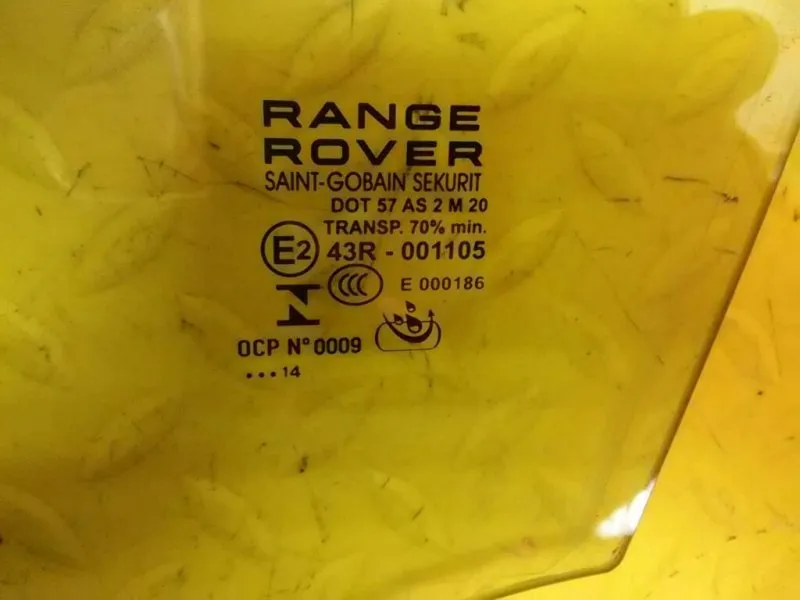 RANGE
ROVER
SAINT-GOBAIN SEKURIT
DOT 57 AS 2 M 20
TRANSP. 70% min.
E2 43R - 001105
CCC E 000186
OCP N° 0009
•••14